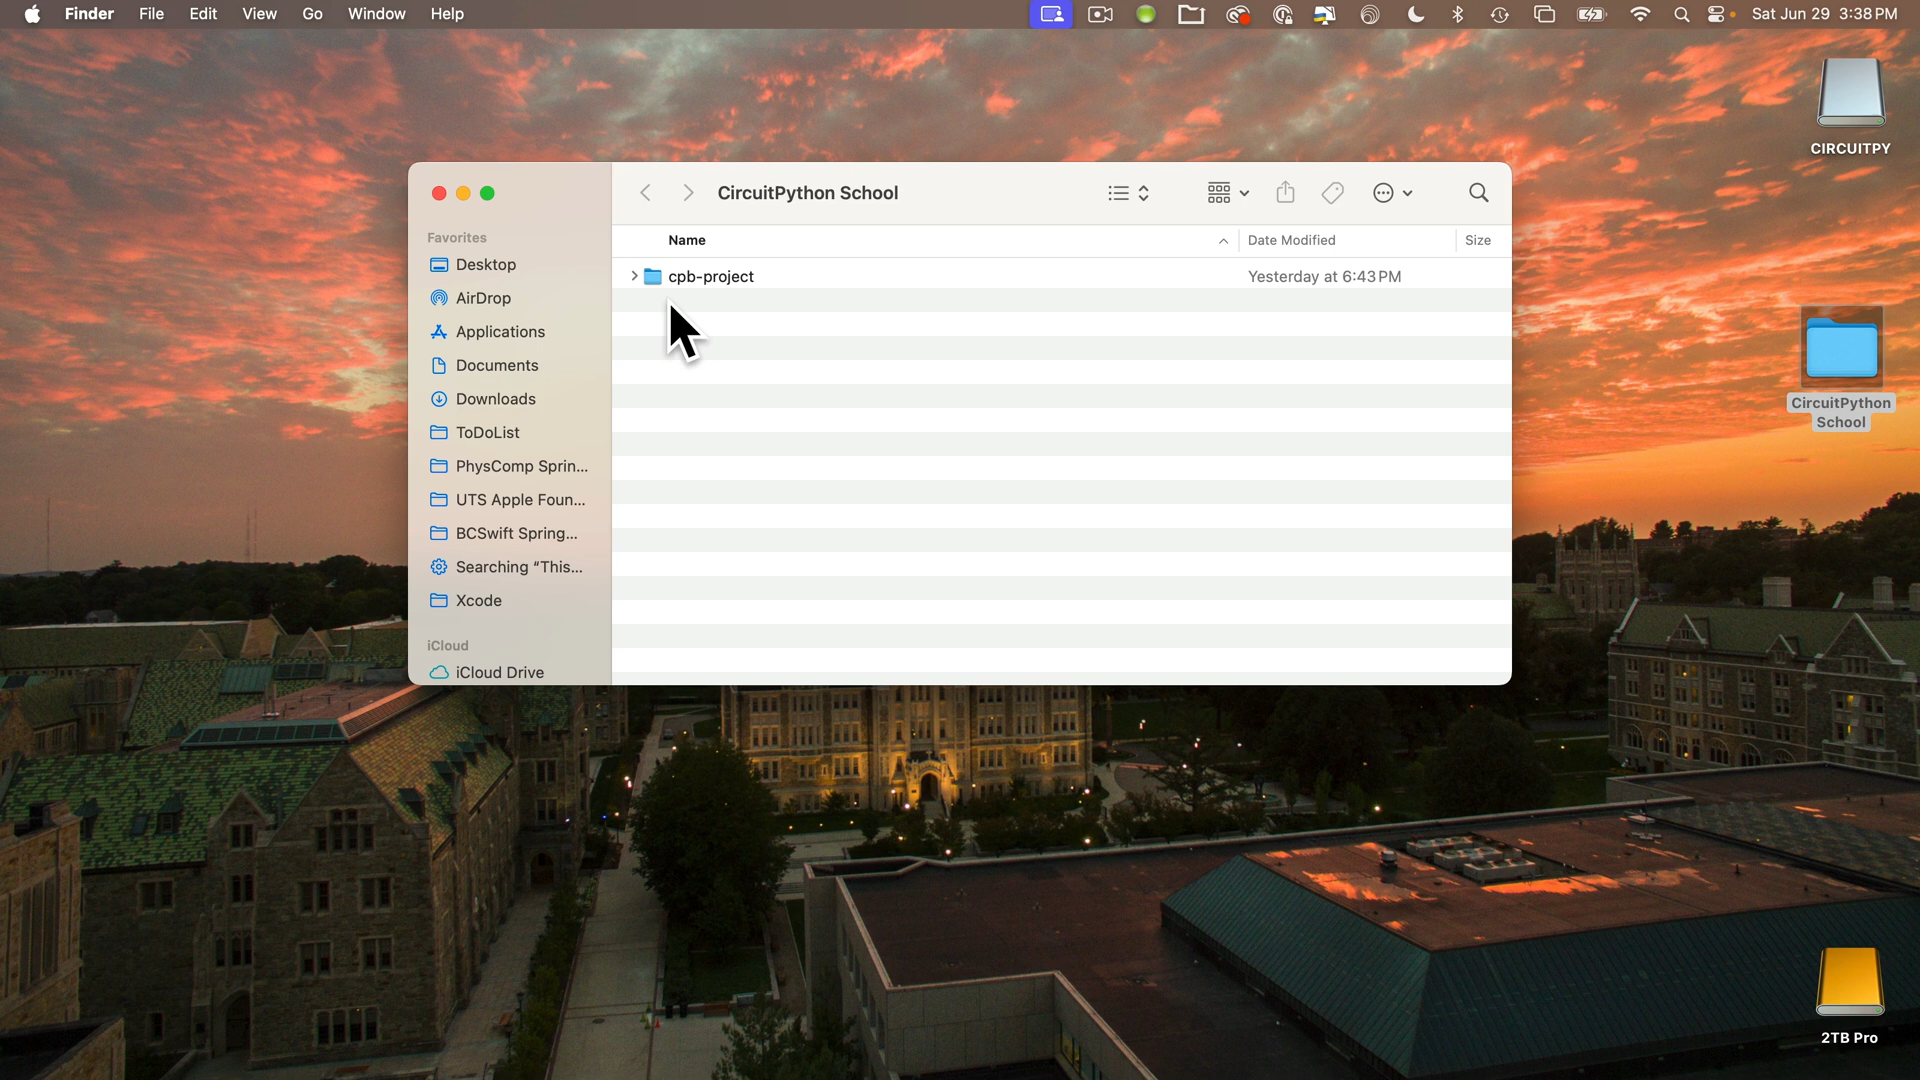 Finder File Edit View Go Window Help Sat Jun 29 3:38 PM
CIRCUITPY
CircuitPython School
Favorites
Desktop
AirDrop
Applications
Documents
Downloads
ToDoList
PhysComp Sprin...
UTS Apple Foun...
BCSwift Spring...
Searching “This...
Xcode
iCloud
iCloud Drive
Name Date Modified Size
cpb-project Yesterday at 6:43 PM
CircuitPython
School
2TB Pro